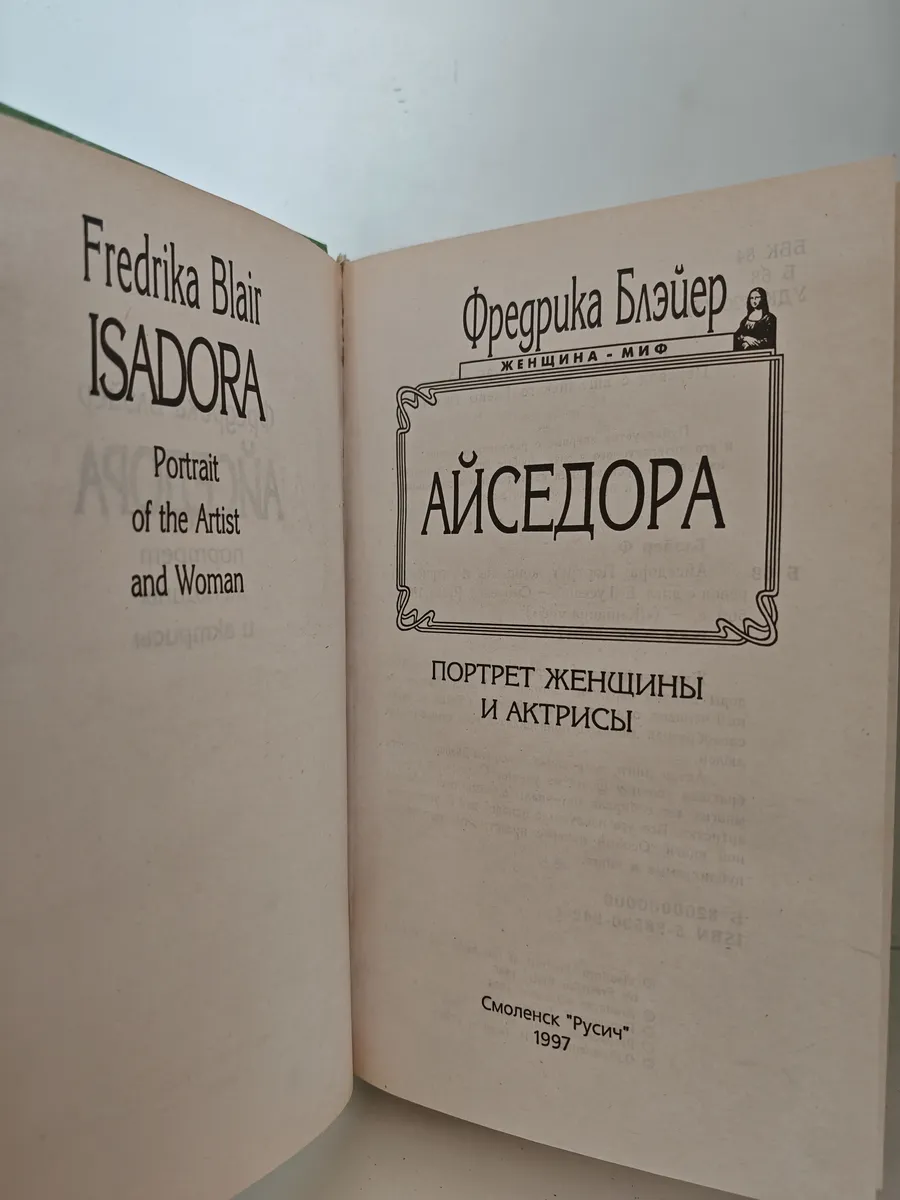 Fredrika Blair
ISADORA
Portrait
of the Artist
and Woman
Фредрика Блэйер
ЖЕНЩИНА - МИФ
АЙСЕДОРА
ПОРТРЕТ ЖЕНЩИНЫ
И АКТРИСЫ
Смоленск "Русич"
1997